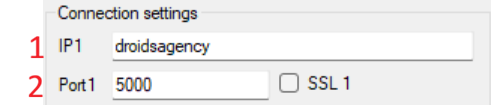 Connection settings
1 IP1 droidsagency
2 Port1 5000 SSL 1